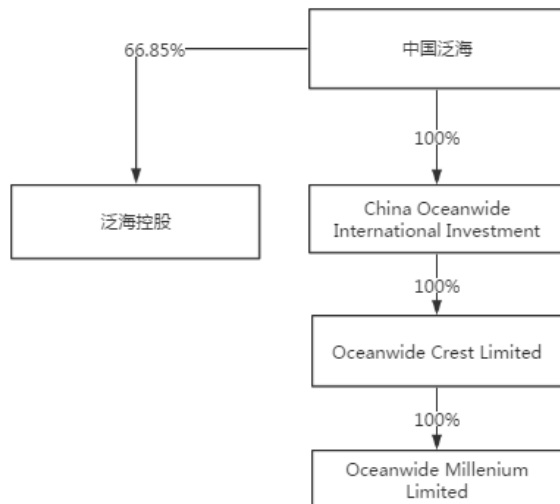 中国泛海
66.85%
100%
泛海控股
China Oceanwide
International Investment
100%
Oceanwide Crest Limited
100%
Oceanwide Millenium
Limited